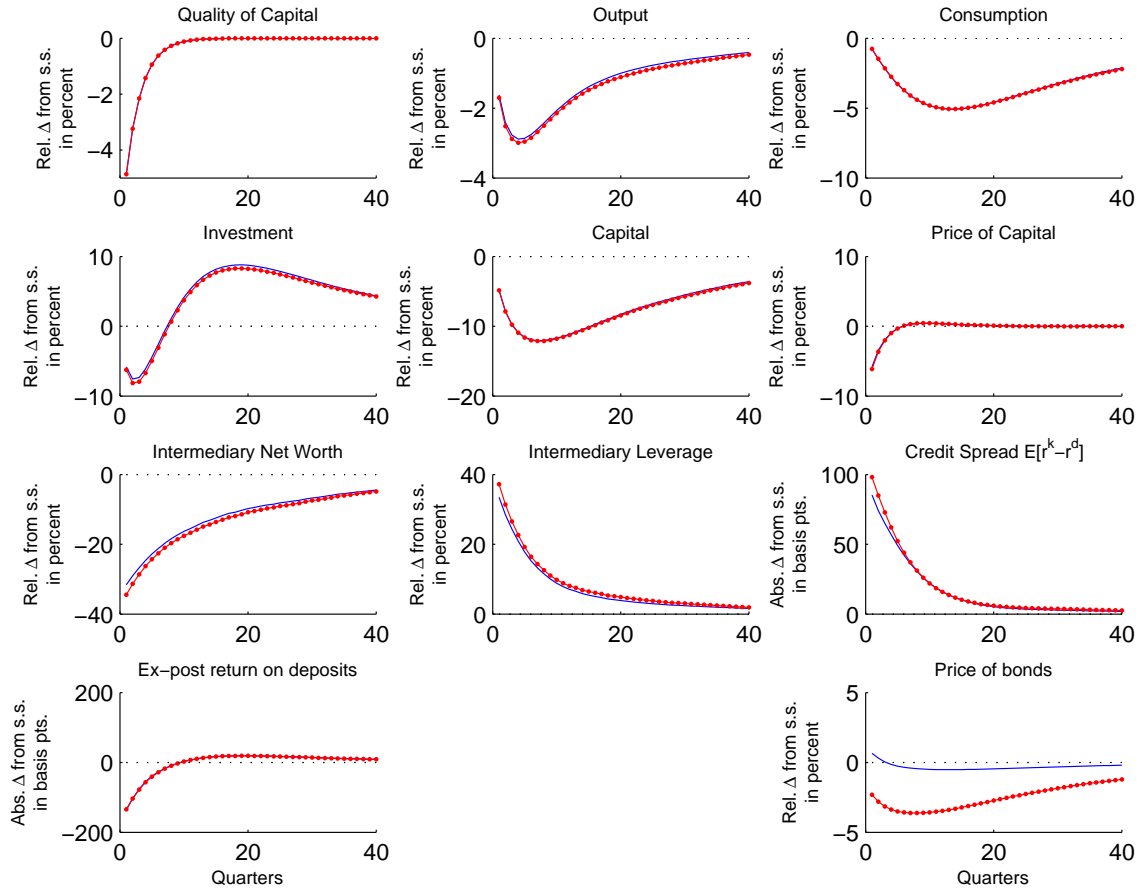 Quality of Capital
Rel. Δ from s.s.
in percent
0
−2
−4
0
20
40
Output
Rel. Δ from s.s.
in percent
0
−2
−4
0
20
40
Consumption
Rel. Δ from s.s.
in percent
0
−5
−10
0
20
40
Investment
Rel. Δ from s.s.
in percent
10
0
−10
0
20
40
Capital
Rel. Δ from s.s.
in percent
0
−10
−20
0
20
40
Price of Capital
Rel. Δ from s.s.
in percent
10
0
−10
0
20
40
Intermediary Net Worth
Rel. Δ from s.s.
in percent
0
−20
−40
0
20
40
Intermediary Leverage
Rel. Δ from s.s.
in percent
40
20
0
0
20
40
Credit Spread E[r^k−r^d]
Abs. Δ from s.s.
in basis pts.
100
50
0
0
20
40
Ex−post return on deposits
Abs. Δ from s.s.
in basis pts.
200
0
−200
0
20
40
Quarters
Price of bonds
Rel. Δ from s.s.
in percent
5
0
−5
0
20
40
Quarters